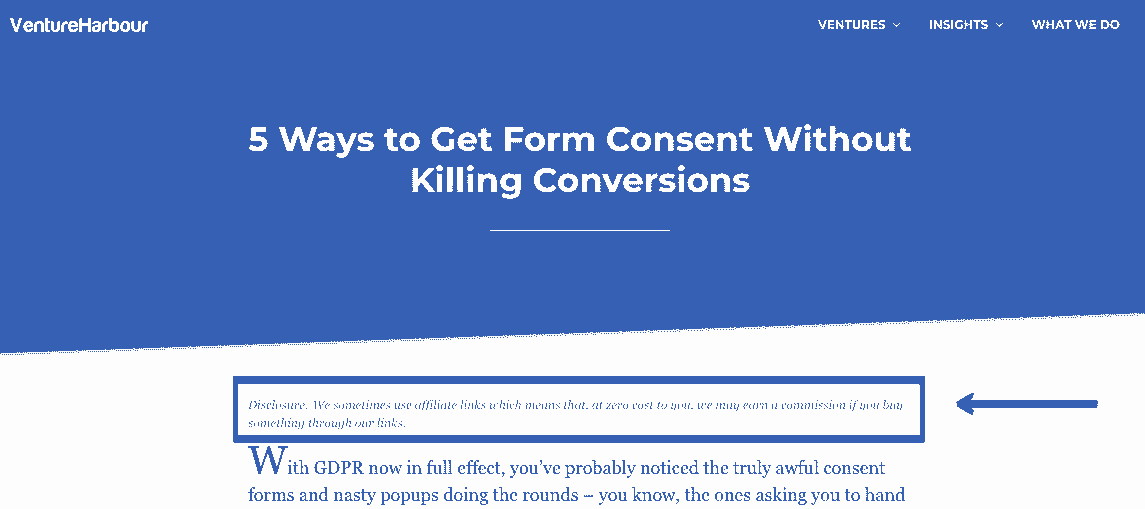 VentureHarbour
VENTURES
INSIGHTS
WHAT WE DO
5 Ways to Get Form Consent Without
Killing Conversions
Disclosure: We sometimes use affiliate links which means that, at zero cost to you, we may earn a commission if you buy
something through our links.
With GDPR now in full effect, you’ve probably noticed the truly awful consent
forms and nasty popups doing the rounds – you know, the ones asking you to hand